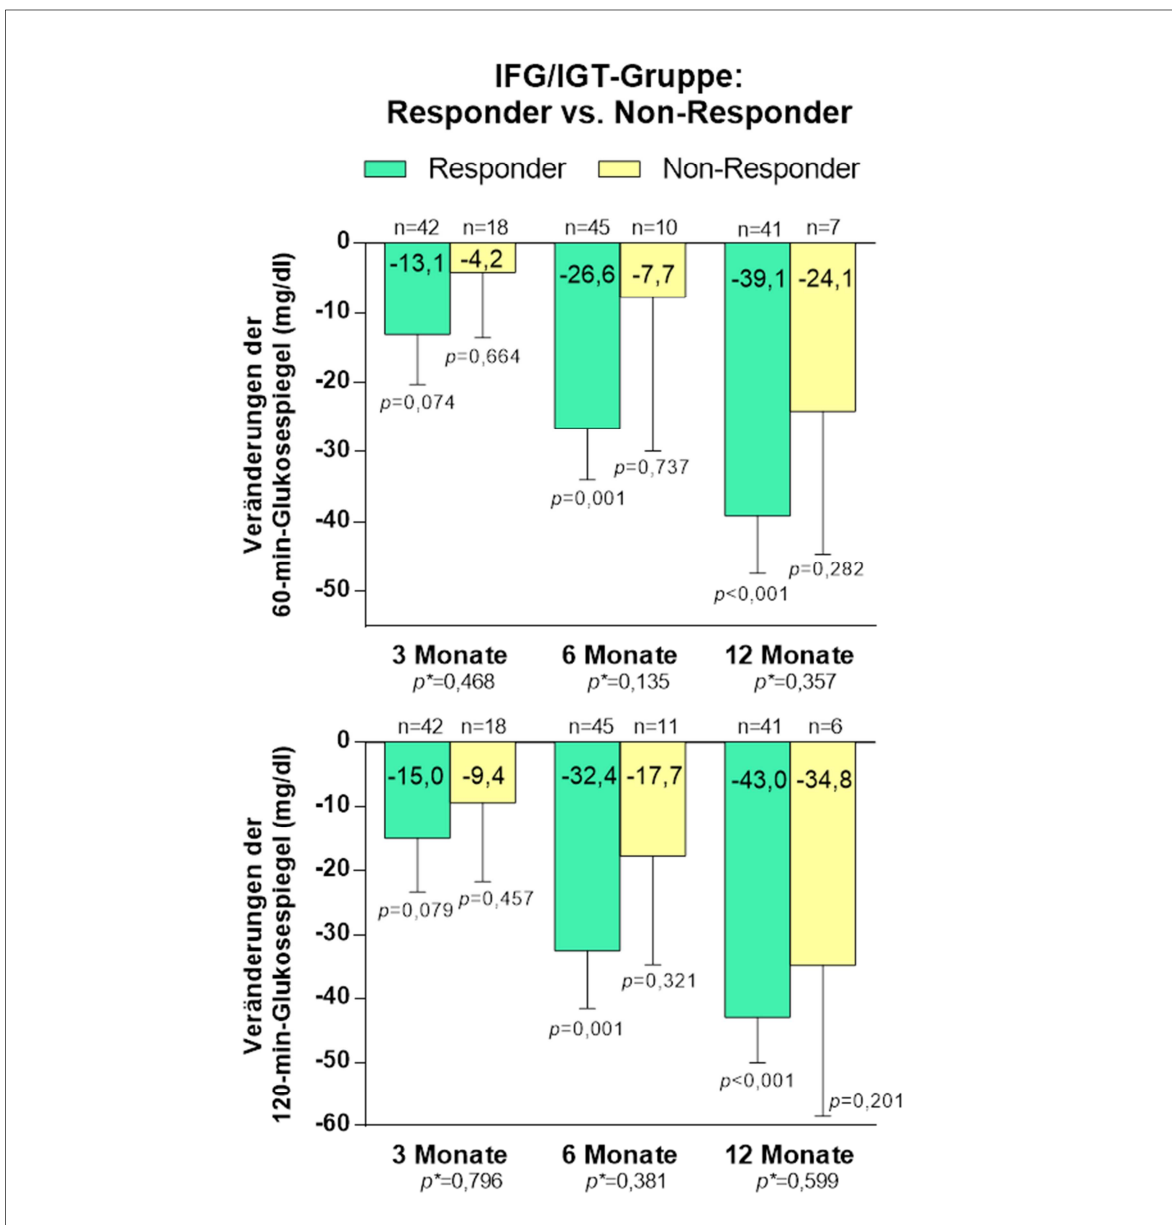 IFG/IGT-Gruppe:
Responder vs. Non-Responder
Responder Non-Responder
n=42 n=18 n=45 n=10 n=41 n=7
Veränderungen der
60-min-Glukosespiegel (mg/dl)
0
-10
-20
-30
-40
-50
-13,1 -4,2 -26,6 -7,7 -39,1 -24,1
p=0,074 p=0,664 p=0,001 p=0,737 p<0,001 p=0,282
3 Monate 6 Monate 12 Monate
p*=0,468 p*=0,135 p*=0,357
n=42 n=18 n=45 n=11 n=41 n=6
Veränderungen der
120-min-Glukosespiegel (mg/dl)
0
-10
-20
-30
-40
-50
-60
-15,0 -9,4 -32,4 -17,7 -43,0 -34,8
p=0,079 p=0,457 p=0,001 p=0,321 p<0,001 p=0,201
3 Monate 6 Monate 12 Monate
p*=0,796 p*=0,381 p*=0,599